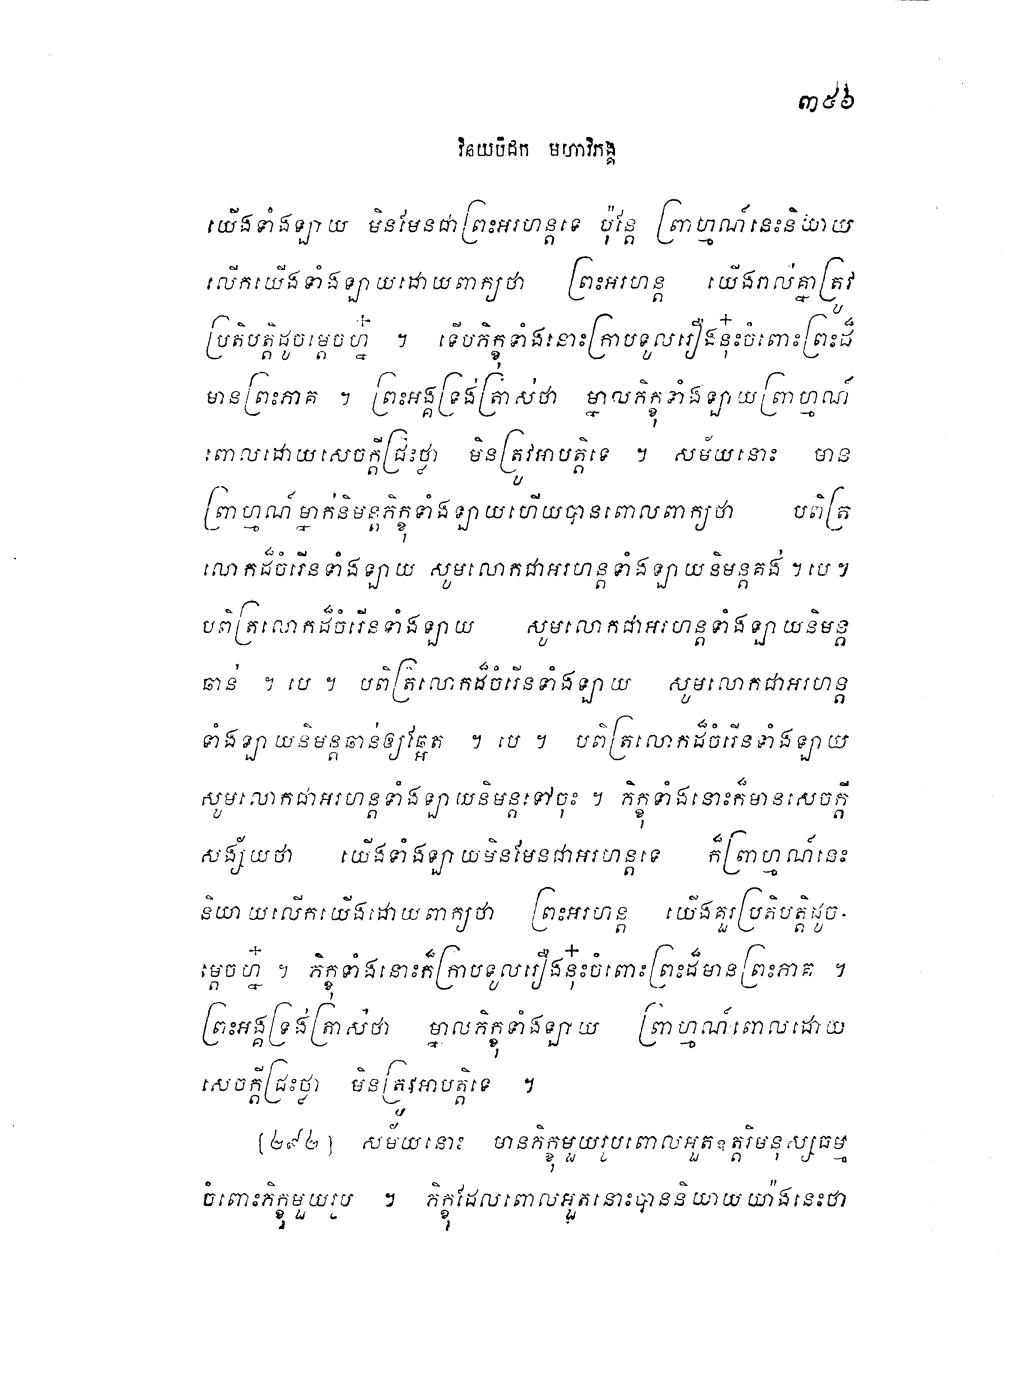 ៣៩៦
វិនយបិដក មហាវិភង្គ
យើងទាំងឡាយ មិនមែនជាព្រះអរហន្តទេ ប៉ុន្តែ ព្រាហ្មណ៍នេះនិយាយ
លើកយើងទាំងឡាយដោយពាក្យថា ព្រះអរហន្ត យើងរាល់គ្នាត្រូវ
ប្រតិបត្តិដូចម្តេចហ្ន៎ ។ ទើបភិក្ខុទាំងនោះក្រាបទូលរឿងនុ៎ះចំពោះព្រះដ៏
មានព្រះភាគ ។ ព្រះអង្គទ្រង់ត្រាស់ថា ម្នាលភិក្ខុទាំងឡាយព្រាហ្មណ៍
ពោលដោយសេចក្តីជ្រះថ្លា មិនត្រូវអាបត្តិទេ ។ សម័យនោះ មាន
ព្រាហ្មណ៍ម្នាក់និមន្តភិក្ខុទាំងឡាយហើយបានពោលពាក្យថា បពិត្រ
លោកដ៏ចំរើនទាំងឡាយ សូមលោកជាអរហន្តទាំងឡាយនិមន្តគង់ ។ បេ ។
បពិត្រលោកដ៏ចំរើនទាំងឡាយ សូមលោកជាអរហន្តទាំងឡាយនិមន្ត
ឆាន់ ។ បេ ។ បពិត្រលោកដ៏ចំរើនទាំងឡាយ សូមលោកជាអរហន្ត
ទាំងឡាយនិមន្តឆាន់ឲ្យឆ្អែត ។ បេ ។ បពិត្រលោកដ៏ចំរើនទាំងឡាយ
សូមលោកជាអរហន្តទាំងឡាយនិមន្តទៅចុះ ។ ភិក្ខុទាំងនោះក៏មានសេចក្តី
សង្ស័យថា យើងទាំងឡាយមិនមែនជាអរហន្តទេ ក៏ព្រាហ្មណ៍នេះ
និយាយលើកយើងដោយពាក្យថា ព្រះអរហន្ត យើងគួរប្រតិបត្តិដូច-
ម្តេចហ្ន៎ ។ ភិក្ខុទាំងនោះក៏ក្រាបទូលរឿងនុ៎ះចំពោះព្រះដ៏មានព្រះភាគ ។
ព្រះអង្គទ្រង់ត្រាស់ថា ម្នាលភិក្ខុទាំងឡាយ ព្រាហ្មណ៍ពោលដោយ
សេចក្តីជ្រះថ្លា មិនត្រូវអាបត្តិទេ ។
[២៩២] សម័យនោះ មានភិក្ខុមួយរូបពោលអួតឧត្តរិមនុស្សធម្ម
ចំពោះភិក្ខុមួយរូប ។ ភិក្ខុដែលពោលអួតនោះបាននិយាយយ៉ាងនេះថា